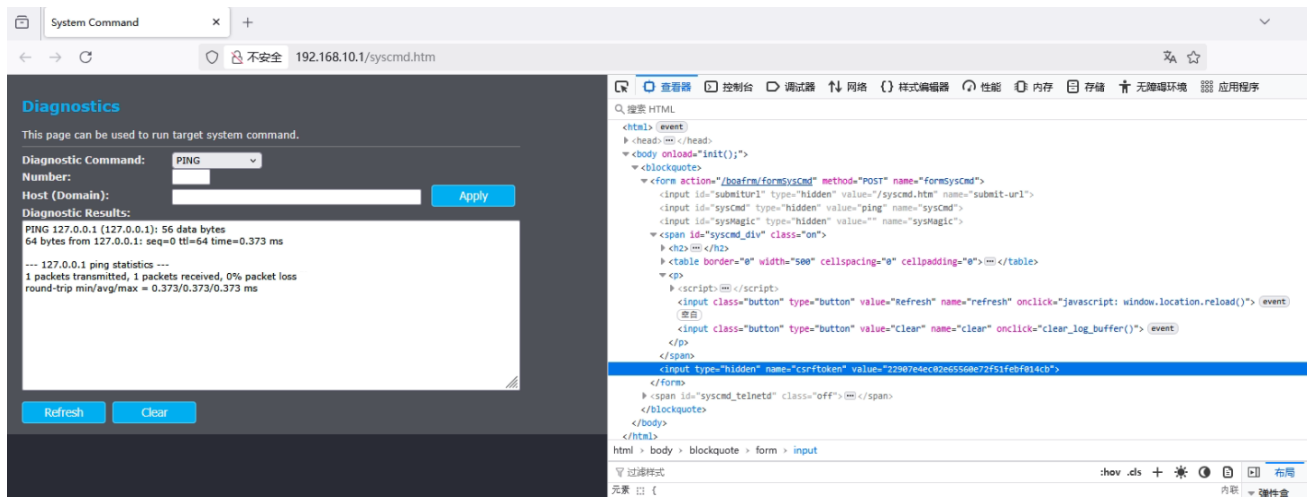 System Command
不安全 192.168.10.1/syscmd.htm
Diagnostics
This page can be used to run target system command.
Diagnostic Command: PING
Number:
Host (Domain): Apply
Diagnostic Results:
PING 127.0.0.1 (127.0.0.1): 56 data bytes
64 bytes from 127.0.0.1: seq=0 ttl=64 time=0.373 ms
--- 127.0.0.1 ping statistics ---
1 packets transmitted, 1 packets received, 0% packet loss
round-trip min/avg/max = 0.373/0.373/0.373 ms
Refresh Clear
查看器 控制台 调试器 网络 {} 样式编辑器 性能 内存 存储 无障碍环境 应用程序
搜索 HTML
<html> event
<head> ··· </head>
<body onload="init();">
<blockquote>
<form action="/boafrm/formSysCmd" method="POST" name="formSysCmd">
<input id="submiturl" type="hidden" value="/syscmd.htm" name="submit-url">
<input id="sysCmd" type="hidden" value="ping" name="sysCmd">
<input id="sysMagic" type="hidden" value="" name="sysMagic">
<span id="syscmd_div" class="on">
<h2> ··· </h2>
<table border="0" width="500" cellspacing="0" cellpadding="0"> ··· </table>
<p>
<script> ··· </script>
<input class="button" type="button" value="Refresh" name="refresh" onclick="javascript: window.location.reload()"> event
空白
<input class="button" type="button" value="Clear" name="clear" onclick="clear_log_buffer()"> event
</p>
</span>
<input type="hidden" name="csrftoken" value="22907e4ec02e65560e72f51febf014cb">
</form>
<span id="syscmd_telnetd" class="off"> ··· </span>
</blockquote>
</body>
</html>
html > body > blockquote > form > input
过滤样式 :hov .cls + 布局
元素 { 内联 弹性盒